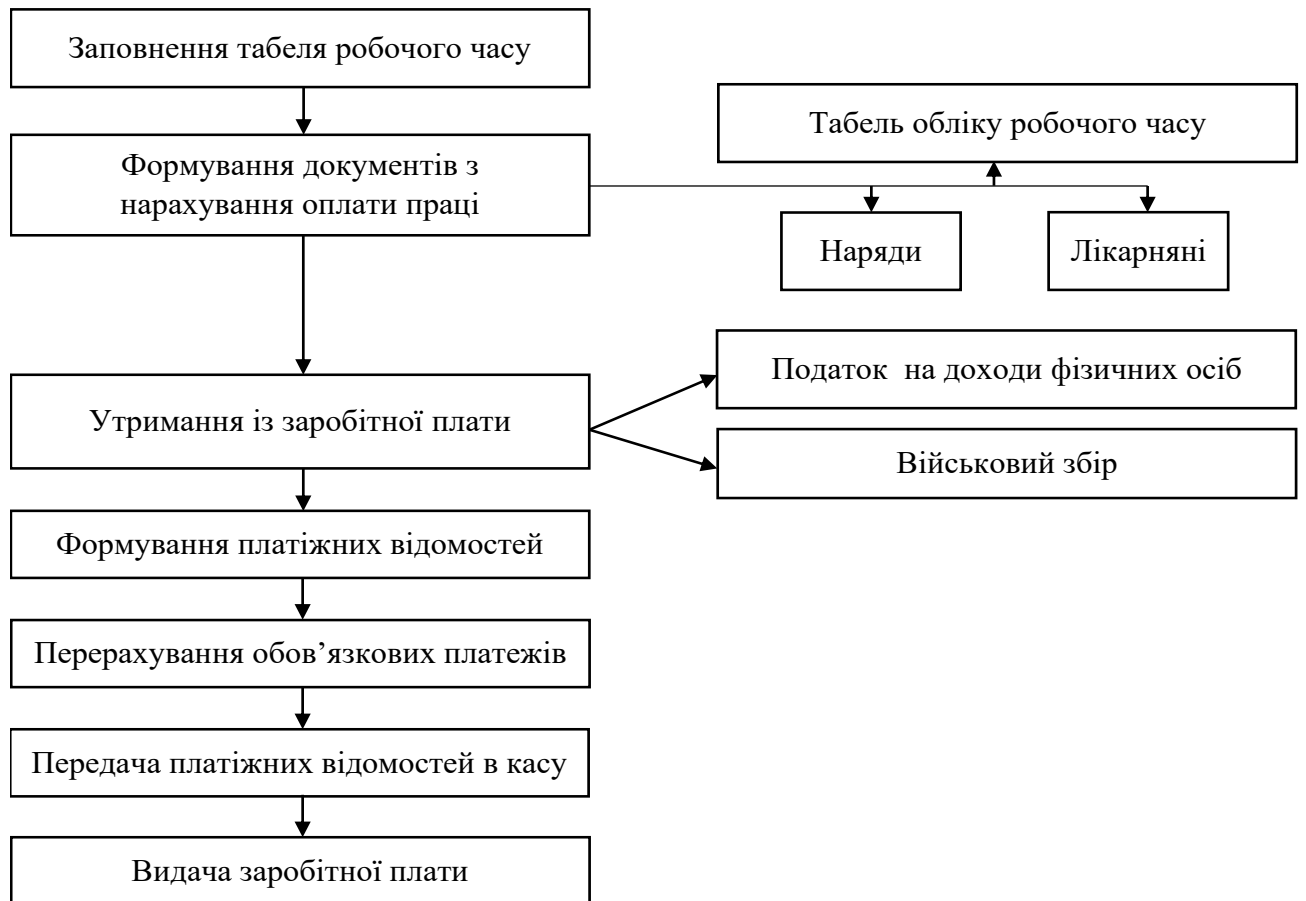 Заповнення табеля робочого часу
Табель обліку робочого часу
Формування документів з
нарахування оплати праці
Наряди
Лікарняні
Податок на доходи фізичних осіб
Утримання із заробітної плати
Військовий збір
Формування платіжних відомостей
Перерахування обов’язкових платежів
Передача платіжних відомостей в касу
Видача заробітної плати